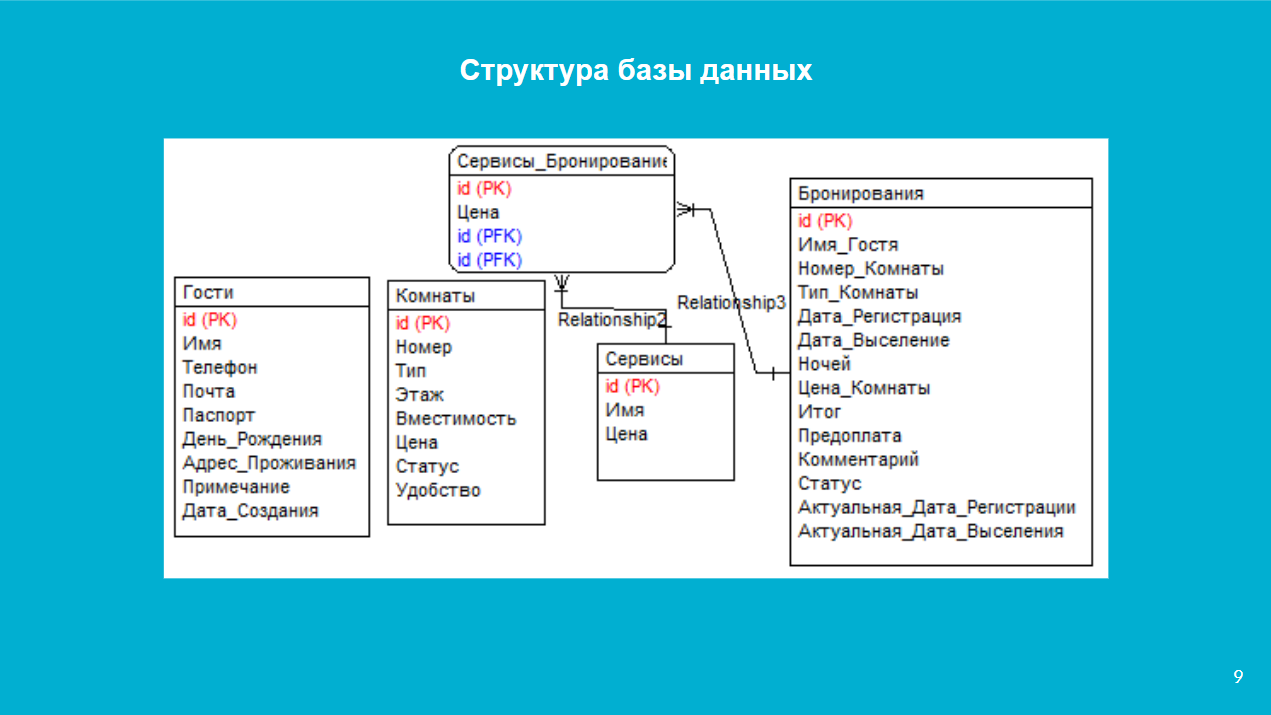 Структура базы данных
Сервисы_Бронирование
id (PK)
Цена
id (PFK)
id (PFK)
Гости
id (PK)
Имя
Телефон
Почта
Паспорт
День_Рождения
Адрес_Проживания
Примечание
Дата_Создания
Комнаты
id (PK)
Номер
Тип
Этаж
Вместимость
Цена
Статус
Удобство
Relationship2
Relationship3
Сервисы
id (PK)
Имя
Цена
Бронирования
id (PK)
Имя_Гостя
Номер_Комнаты
Тип_Комнаты
Дата_Регистрация
Дата_Выселение
Ночей
Цена_Комнаты
Итог
Предоплата
Комментарий
Статус
Актуальная_Дата_Регистрации
Актуальная_Дата_Выселения
9